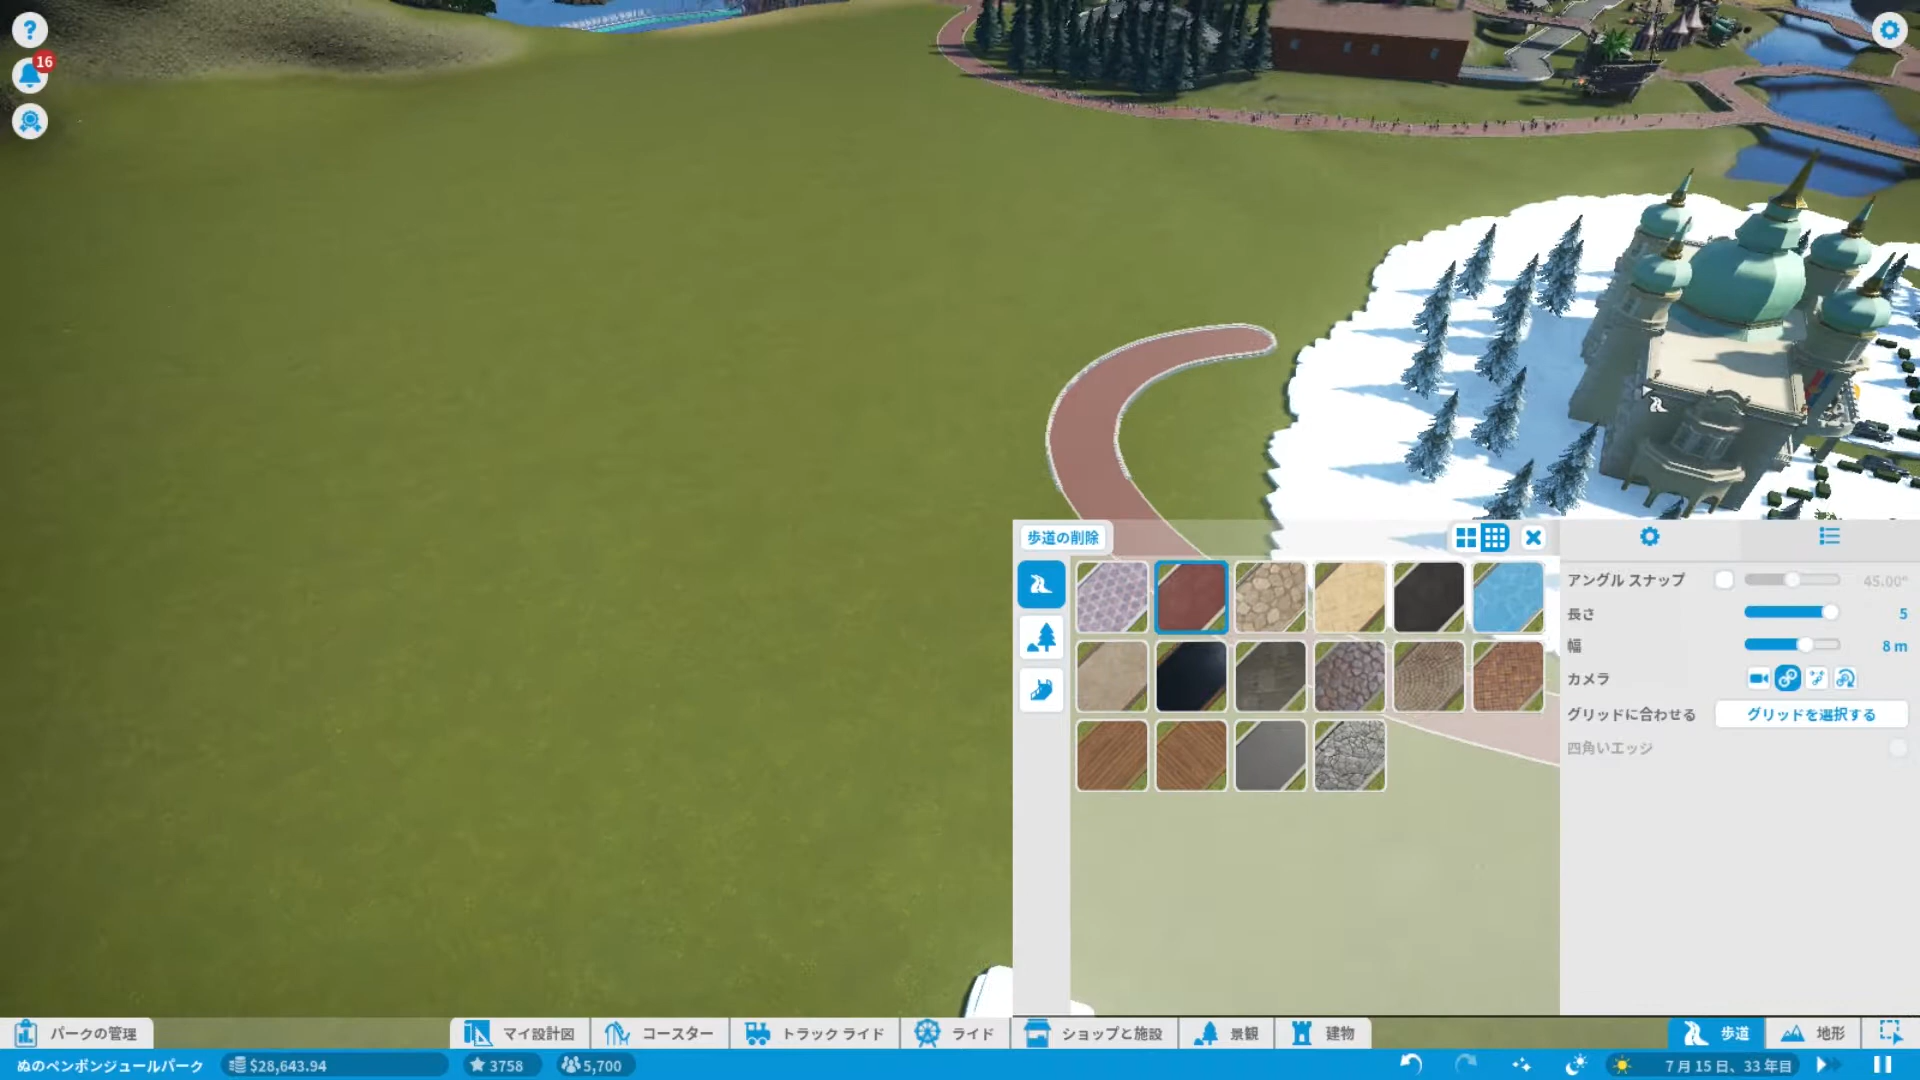 ?
16
歩道の削除
アングル スナップ
45.00°
長さ
5
幅
8 m
カメラ
グリッドに合わせる
グリッドを選択する
四角いエッジ
パークの管理
マイ設計図
コースター
トラック ライド
ライド
ショップと施設
景観
建物
歩道
地形
ぬのペンボンジュールパーク
$28,643.94
3758
5,700
7月15日、33年目